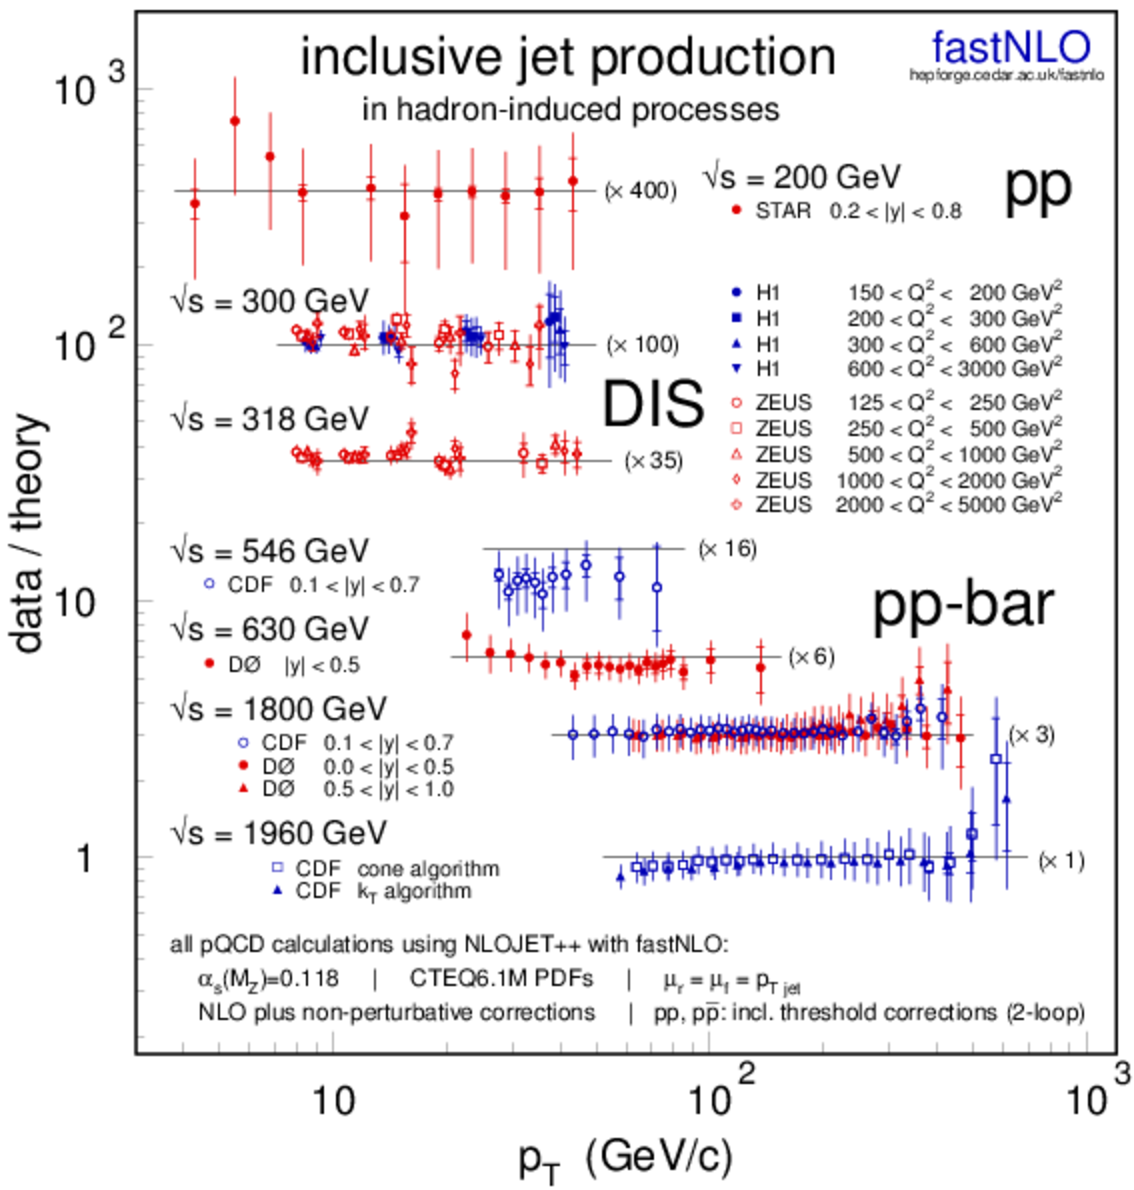 inclusive jet production
in hadron-induced processes
fastNLO
hepforge.cedar.ac.uk/fastnlo
10³
(× 400)
√s = 200 GeV
pp
STAR 0.2 < |y| < 0.8
√s = 300 GeV
10²
(× 100)
H1 150 < Q² < 200 GeV²
H1 200 < Q² < 300 GeV²
H1 300 < Q² < 600 GeV²
H1 600 < Q² < 3000 GeV²
DIS
√s = 318 GeV
(× 35)
ZEUS 125 < Q² < 250 GeV²
ZEUS 250 < Q² < 500 GeV²
ZEUS 500 < Q² < 1000 GeV²
ZEUS 1000 < Q² < 2000 GeV²
ZEUS 2000 < Q² < 5000 GeV²
√s = 546 GeV
(× 16)
CDF 0.1 < |y| < 0.7
10
pp-bar
√s = 630 GeV
DØ |y| < 0.5
(× 6)
√s = 1800 GeV
CDF 0.1 < |y| < 0.7
DØ 0.0 < |y| < 0.5
DØ 0.5 < |y| < 1.0
(× 3)
√s = 1960 GeV
1
(× 1)
CDF cone algorithm
CDF k_T algorithm
all pQCD calculations using NLOJET++ with fastNLO:
α_s(M_Z)=0.118 | CTEQ6.1M PDFs | μ_r = μ_f = p_T jet
NLO plus non-perturbative corrections | pp, pp̅: incl. threshold corrections (2-loop)
data / theory
10 10² 10³
p_T (GeV/c)